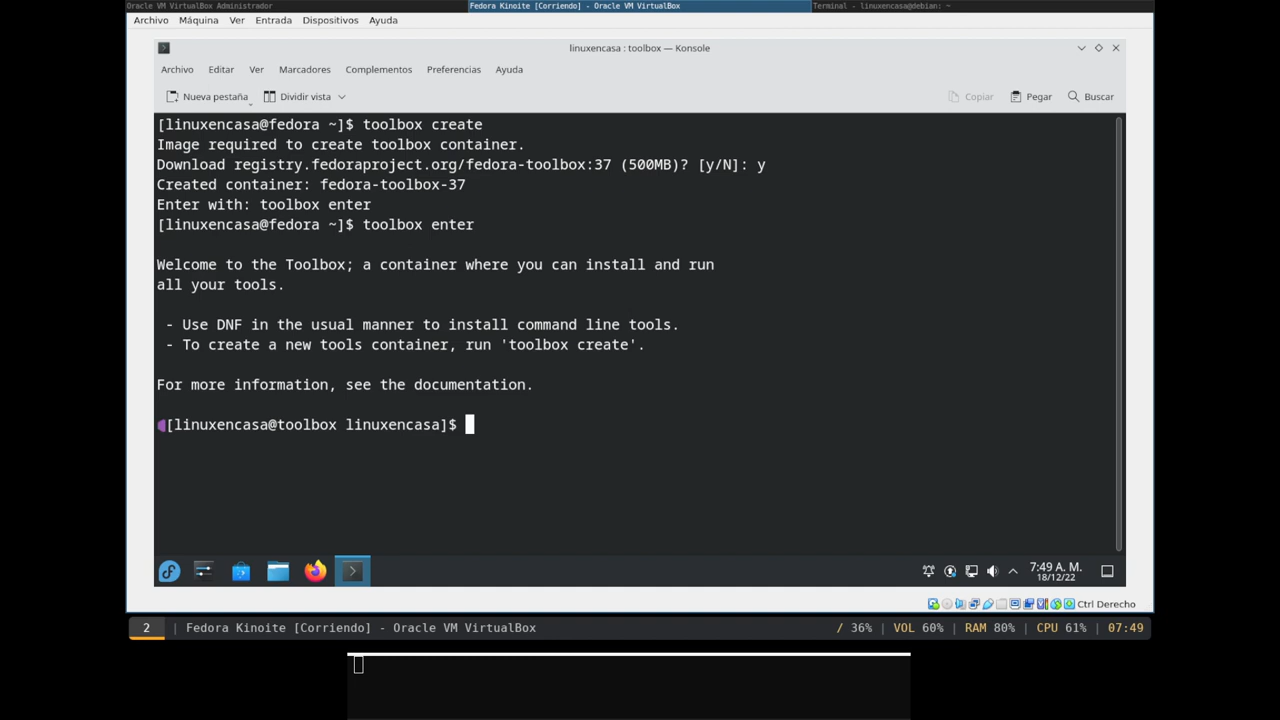 Oracle VM VirtualBox Administrador
Fedora Kinoite [Corriendo] - Oracle VM VirtualBox
Terminal - linuxencasa@debian: ~
Archivo Máquina Ver Entrada Dispositivos Ayuda
linuxencasa : toolbox — Konsole
Archivo Editar Ver Marcadores Complementos Preferencias Ayuda
Nueva pestaña Dividir vista Copiar Pegar Buscar
[linuxencasa@fedora ~]$ toolbox create
Image required to create toolbox container.
Download registry.fedoraproject.org/fedora-toolbox:37 (500MB)? [y/N]: y
Created container: fedora-toolbox-37
Enter with: toolbox enter
[linuxencasa@fedora ~]$ toolbox enter
Welcome to the Toolbox; a container where you can install and run
all your tools.
- Use DNF in the usual manner to install command line tools.
- To create a new tools container, run 'toolbox create'.
For more information, see the documentation.
[linuxencasa@toolbox linuxencasa]$
7:49 A. M.
18/12/22
Ctrl Derecho
2 | Fedora Kinoite [Corriendo] - Oracle VM VirtualBox / 36% | VOL 60% | RAM 80% | CPU 61% | 07:49